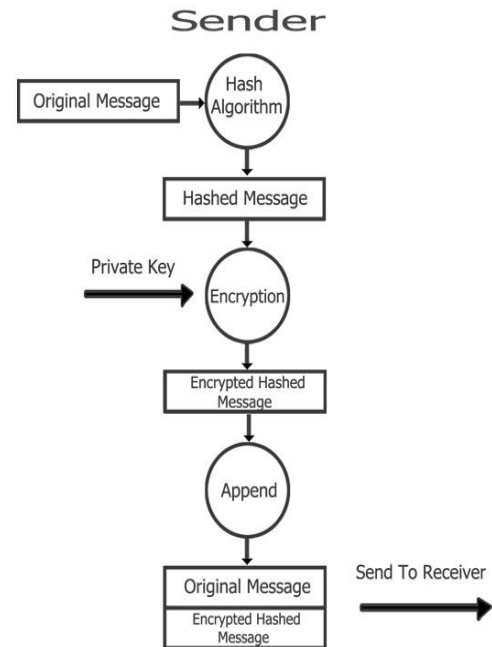 Sender
Hash
Algorithm
Original Message
Hashed Message
Private Key
Encryption
Encrypted Hashed
Message
Append
Original Message
Send To Receiver
Encrypted Hashed
Message